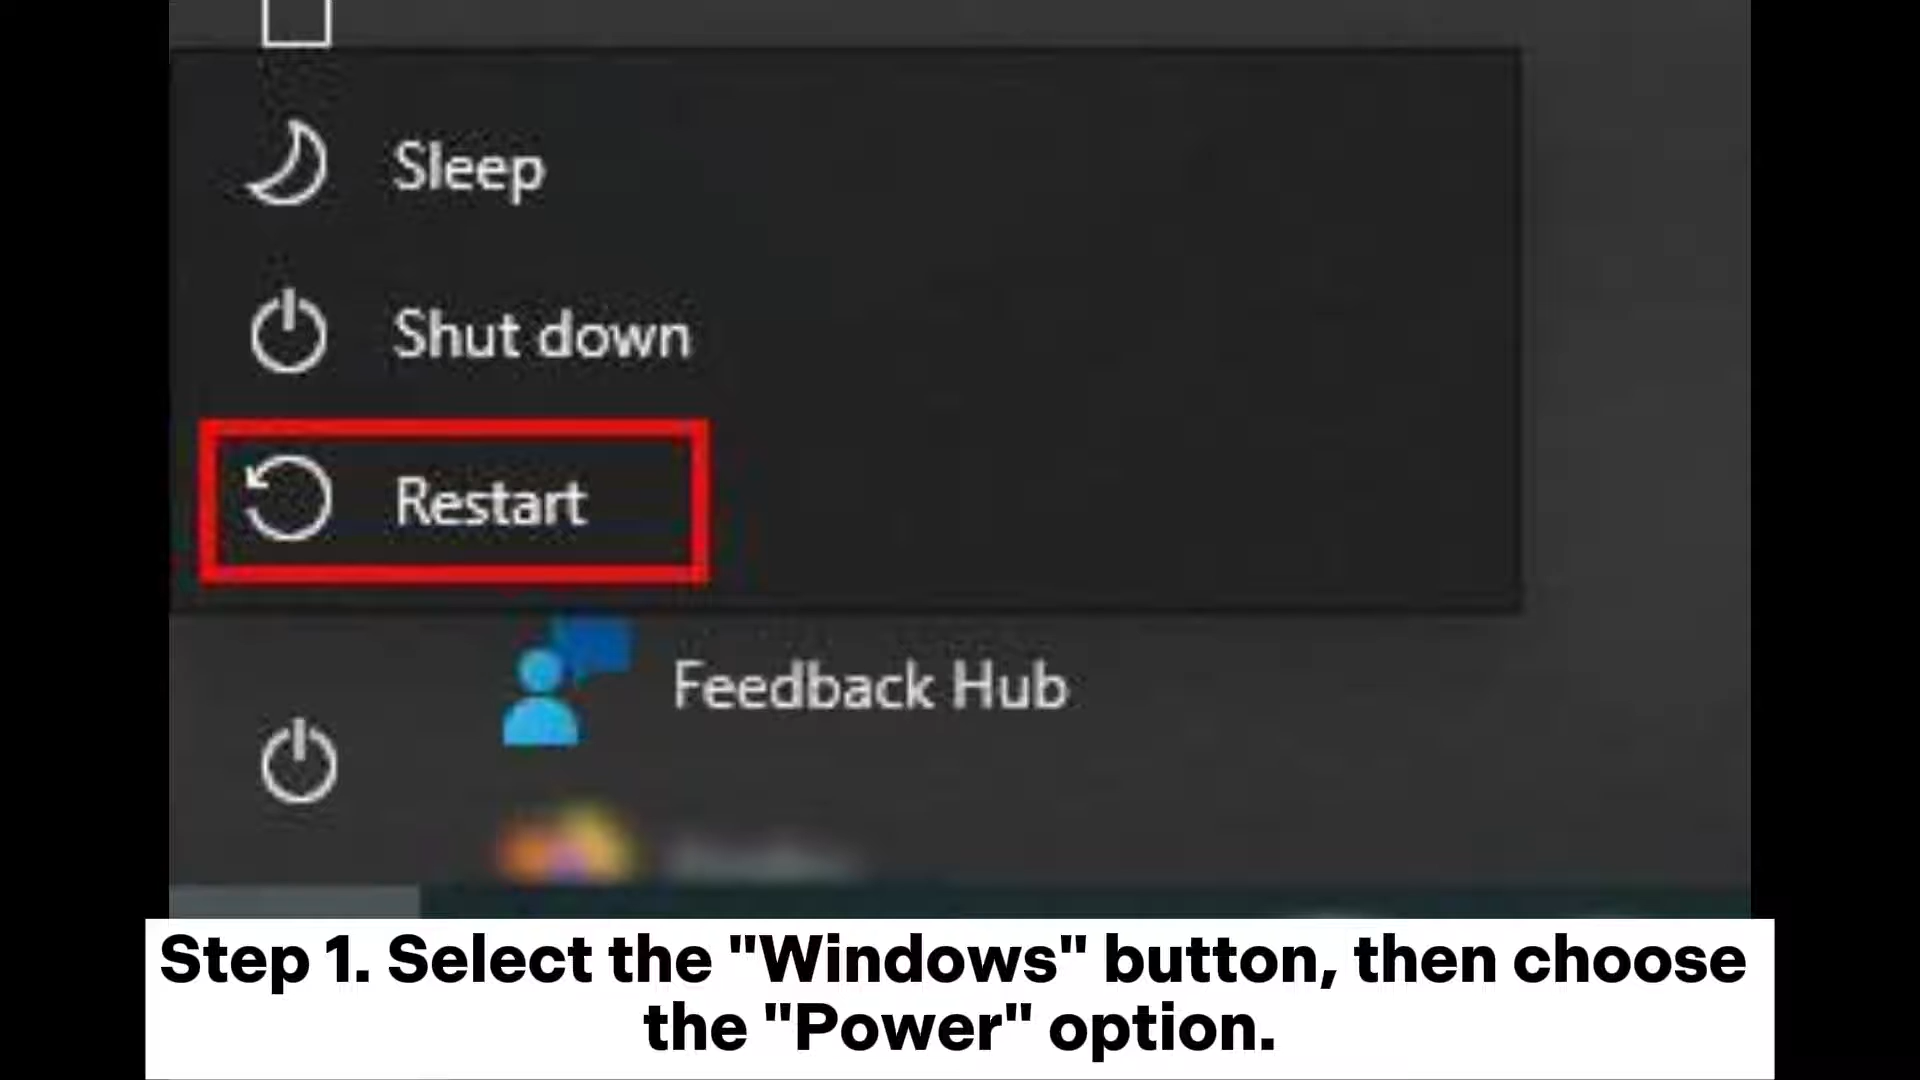 Sleep
Shut down
Restart
Feedback Hub
Step 1. Select the "Windows" button, then choose
the "Power" option.